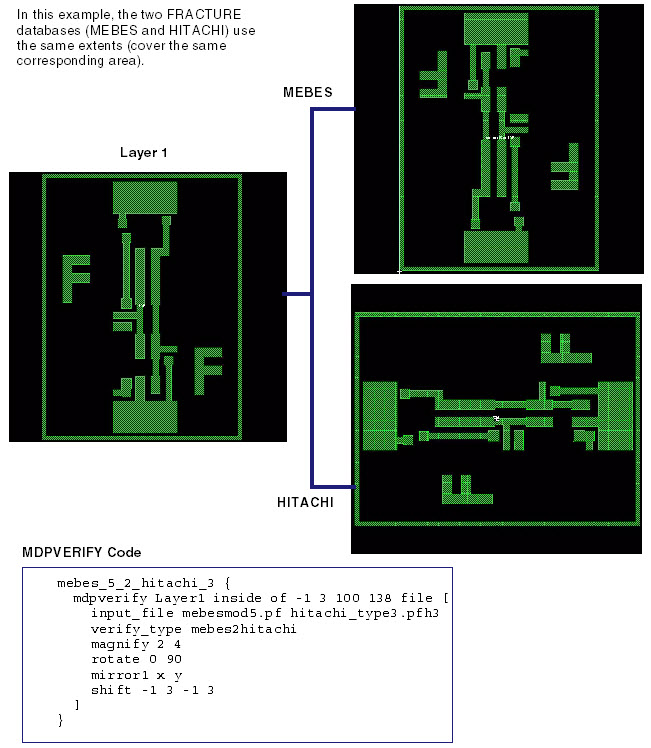 In this example, the two FRACTURE
databases (MEBES and HITACHI) use
the same extents (cover the same
corresponding area).
MEBES
Layer 1
HITACHI
MDPVERIFY Code
mebes_5_2_hitachi_3 {
mdpverify Layer1 inside of -1 3 100 138 file [
input_file mebesmod5.pf hitachi_type3.pfh3
verify_type mebes2hitachi
magnify 2 4
rotate 0 90
mirror1 x y
shift -1 3 -1 3
]
}